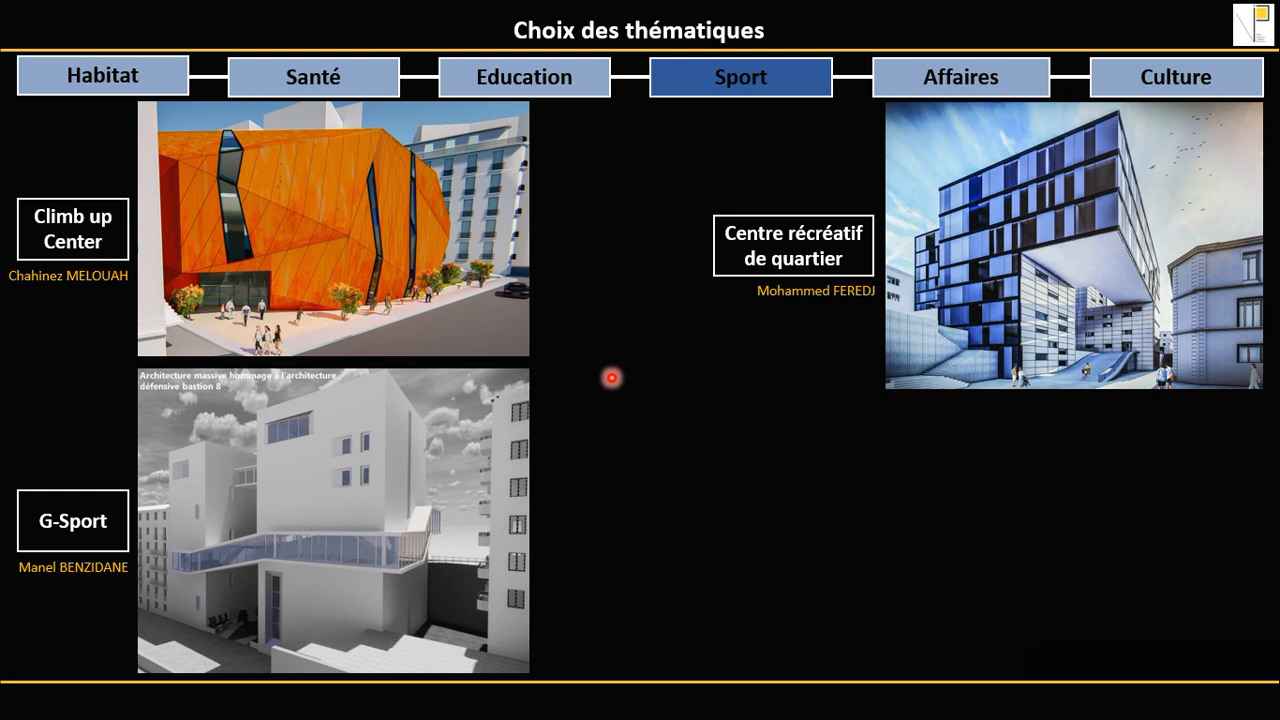 Choix des thématiques
Habitat
Santé
Education
Sport
Affaires
Culture
Climb up
Center
Chahinez MELOUAH
Centre récréatif
de quartier
Mohammed FEREDJ
Architecture massive hommage à l'architecture
défensive bastion 8
G-Sport
Manel BENZIDANE